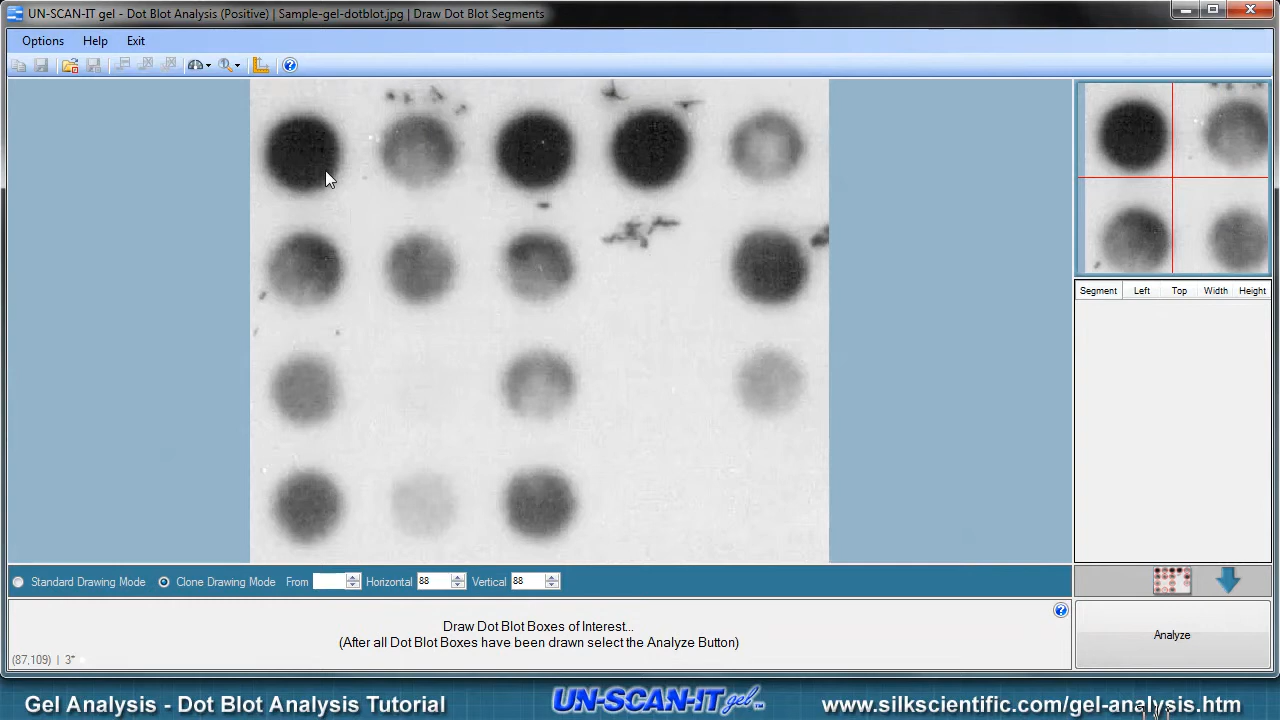 UN-SCAN-IT gel - Dot Blot Analysis (Positive) | Sample-gel-dotblot.jpg | Draw Dot Blot Segments
Options Help Exit
Segment Left Top Width Height
Standard Drawing Mode Clone Drawing Mode From Horizontal 88 Vertical 88
Draw Dot Blot Boxes of Interest...
(After all Dot Blot Boxes have been drawn select the Analyze Button)
Analyze
(87,109) | 3*
Gel Analysis - Dot Blot Analysis Tutorial UN-SCAN-IT gel™ www.silkscientific.com/gel-analysis.htm